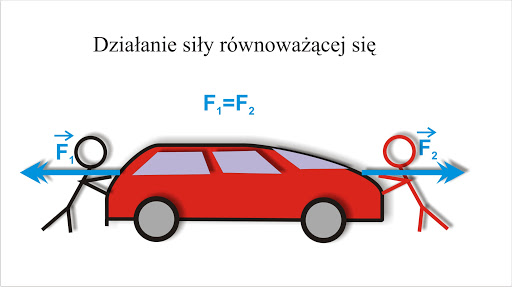 Działanie siły równoważącej się
F₁=F₂
F₁
F₂